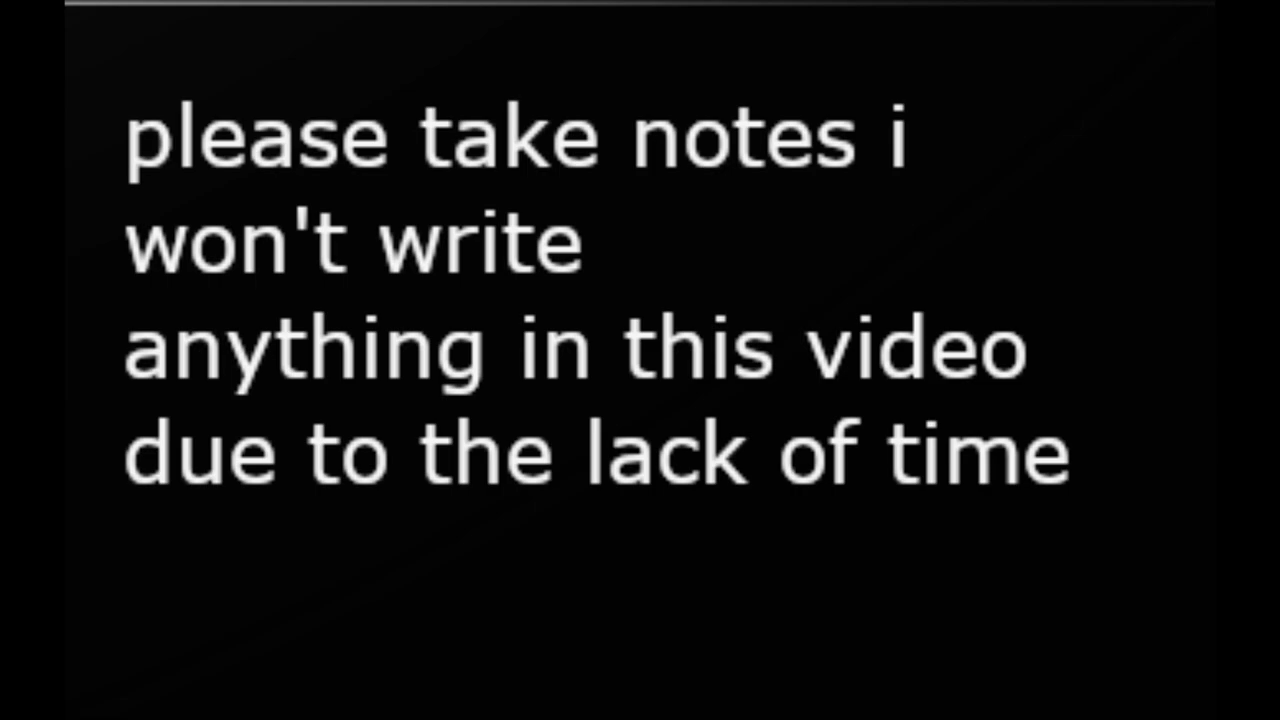 please take notes i
won't write
anything in this video
due to the lack of time